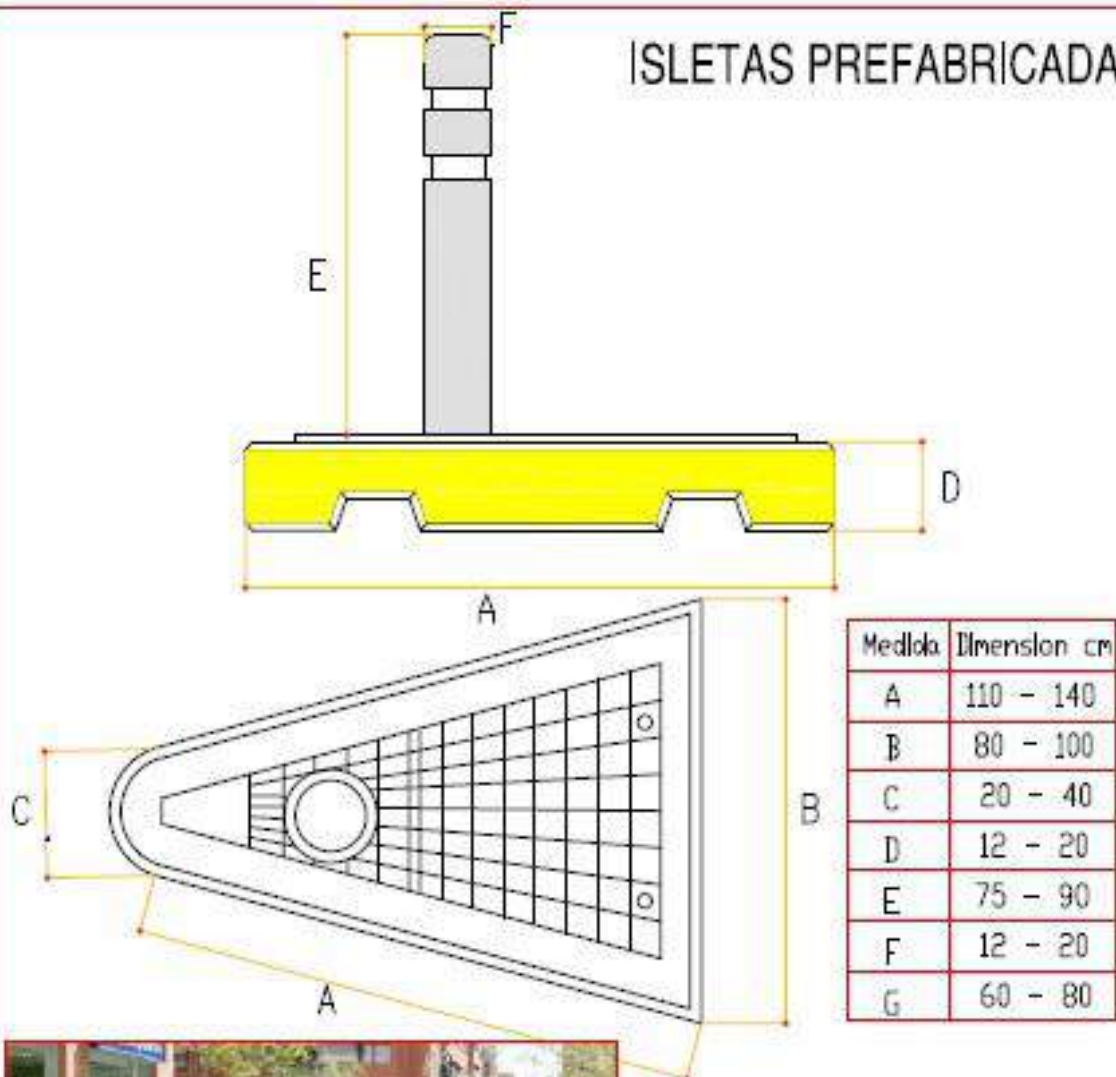 F
ISLETAS PREFABRICADA
E
D
A
Medida Dimension cm
A 110 - 140
B 80 - 100
C 20 - 40
D 12 - 20
E 75 - 90
F 12 - 20
G 60 - 80
C
B
A